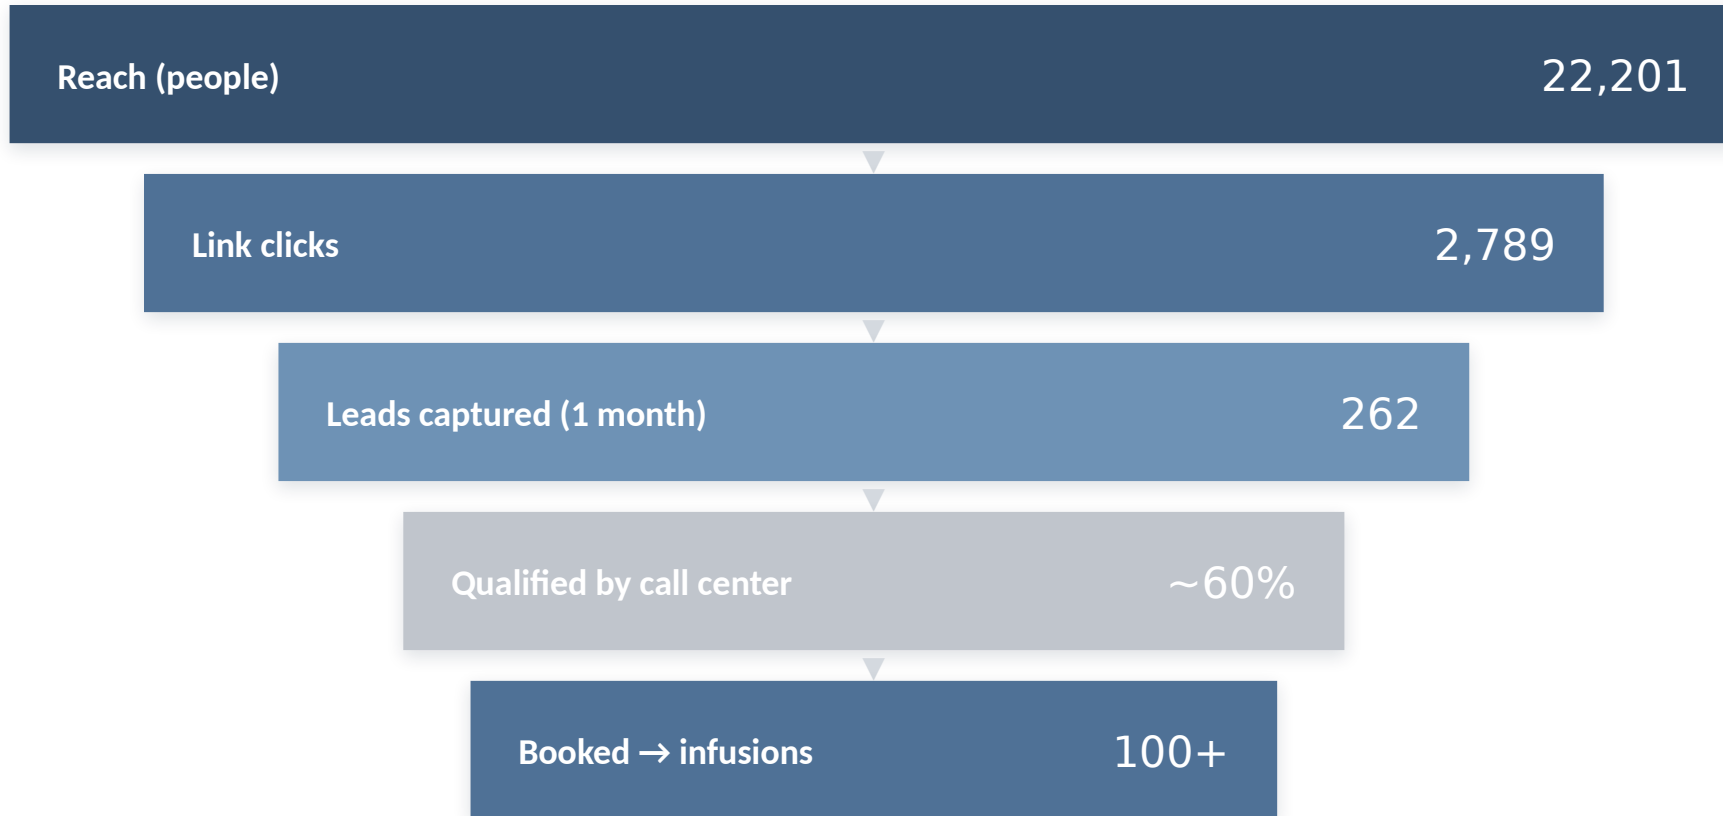 Reach (people) 22,201
Link clicks 2,789
Leads captured (1 month) 262
Qualified by call center ~60%
Booked → infusions 100+